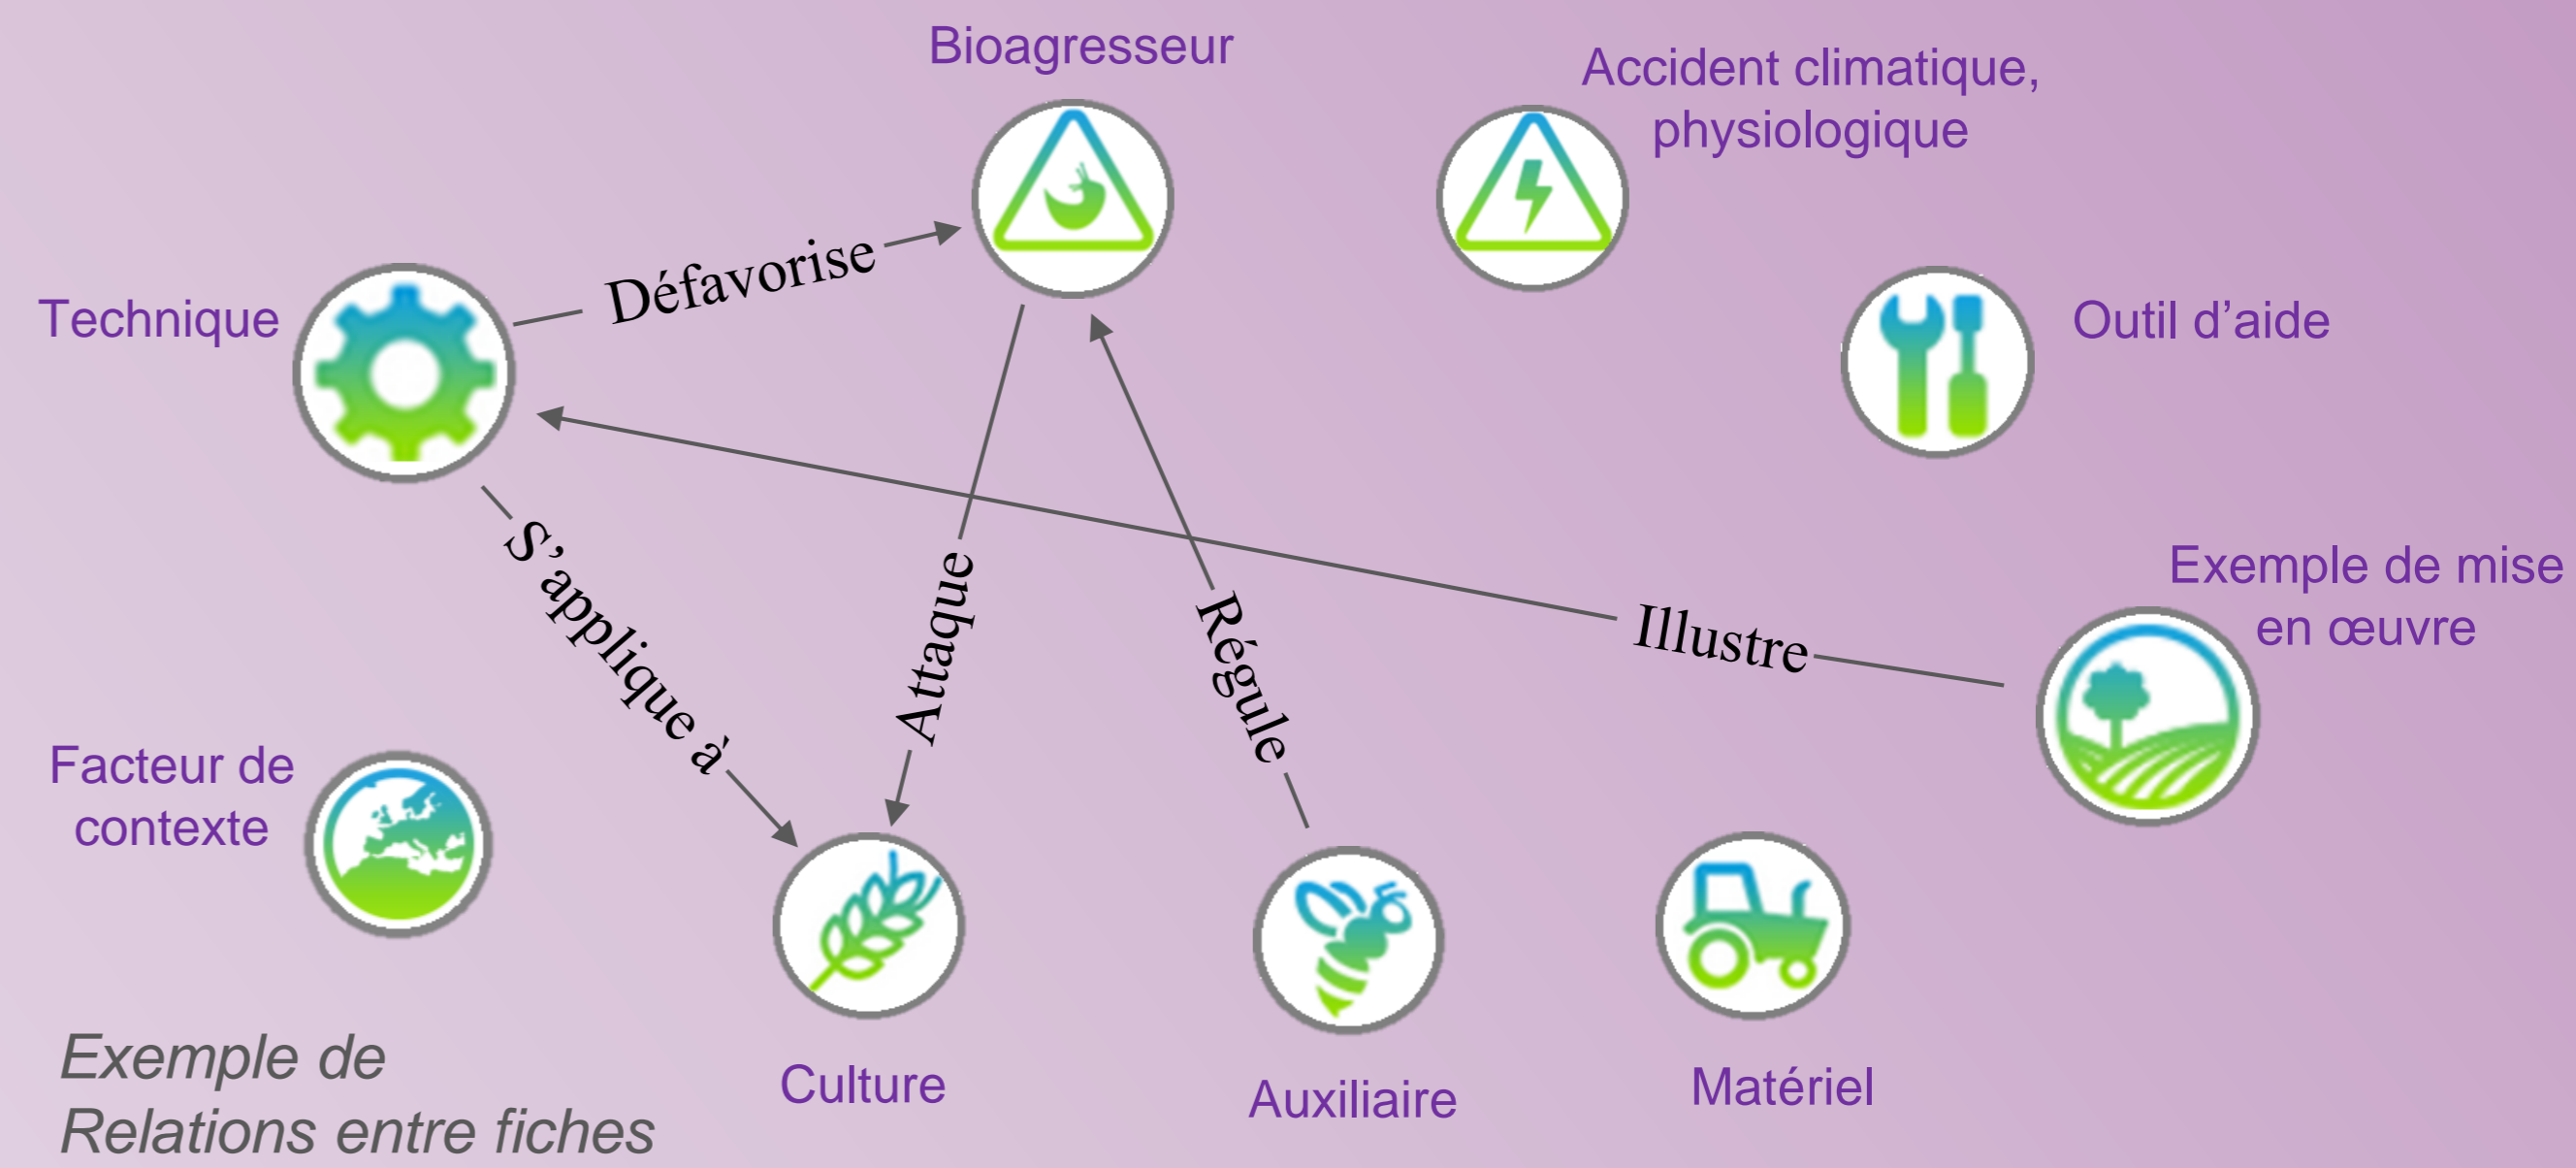 Bioagresseur
Accident climatique,
physiologique
Technique
Défavorise
Outil d’aide
S’applique à
Attaque
Régule
Illustre
Exemple de mise
en œuvre
Facteur de
contexte
Culture
Auxiliaire
Matériel
Exemple de
Relations entre fiches